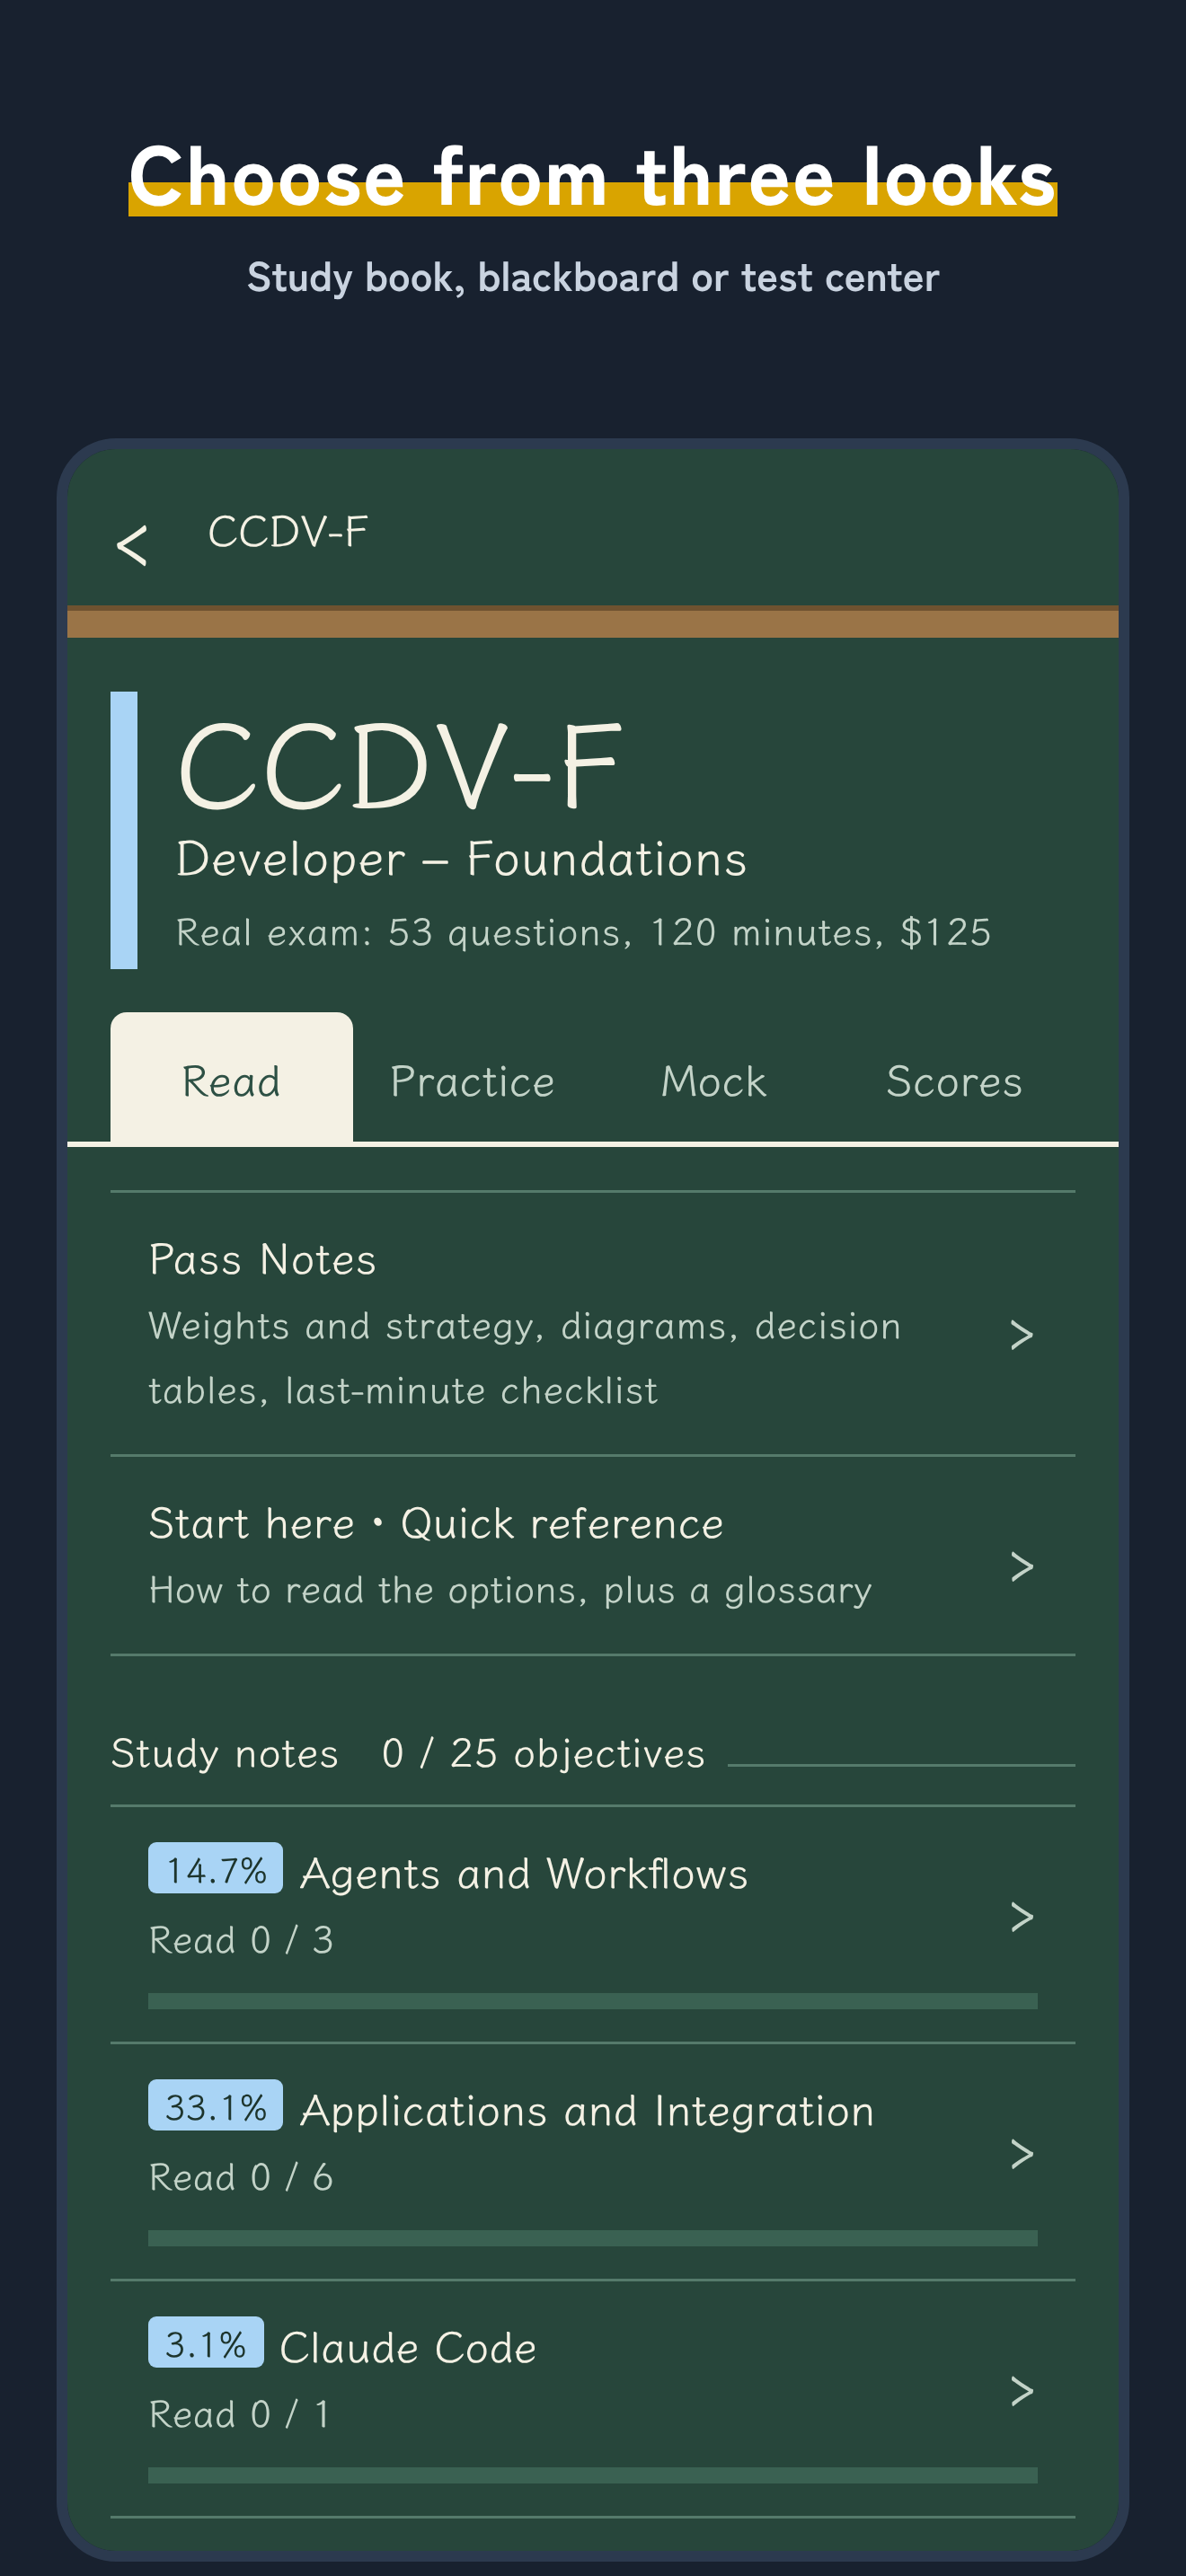 Choose from three looks
Study book, blackboard or test center
< CCDV-F
CCDV-F
Developer – Foundations
Real exam: 53 questions, 120 minutes, $125
Read Practice Mock Scores
Pass Notes
Weights and strategy, diagrams, decision
tables, last-minute checklist
>
Start here • Quick reference
How to read the options, plus a glossary
>
Study notes 0 / 25 objectives
14.7% Agents and Workflows
Read 0 / 3
>
33.1% Applications and Integration
Read 0 / 6
>
3.1% Claude Code
Read 0 / 1
>